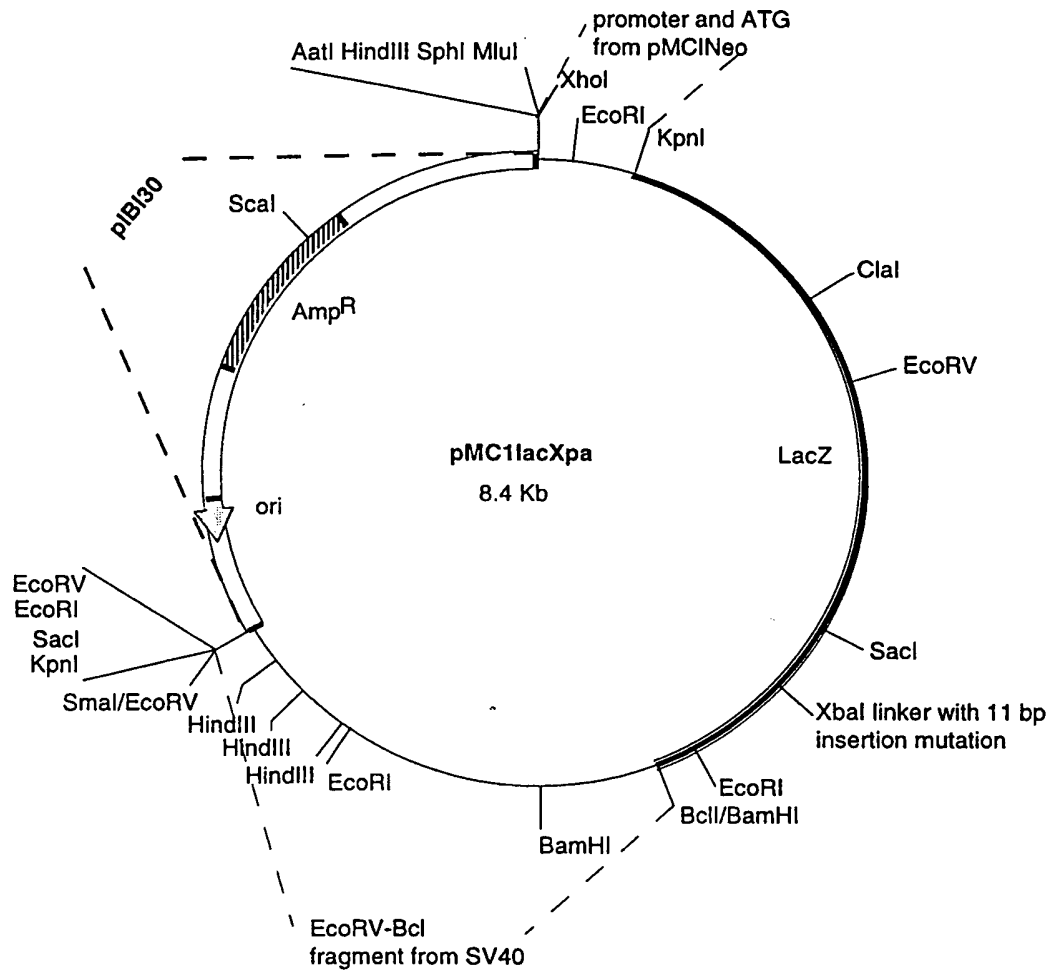 promoter and ATG
from pMCINeo
AatI HindIII SphI MluI
XhoI
EcoRI
KpnI
pIBI30
ScaI
ClaI
AmpR
EcoRV
pMC1lacXpa
8.4 Kb
LacZ
ori
EcoRV
EcoRI
SacI
KpnI
SmaI/EcoRV
SacI
HindIII
HindIII
HindIII
EcoRI
XbaI linker with 11 bp
insertion mutation
EcoRI
BclI/BamHI
BamHI
EcoRV-Bcl
fragment from SV40